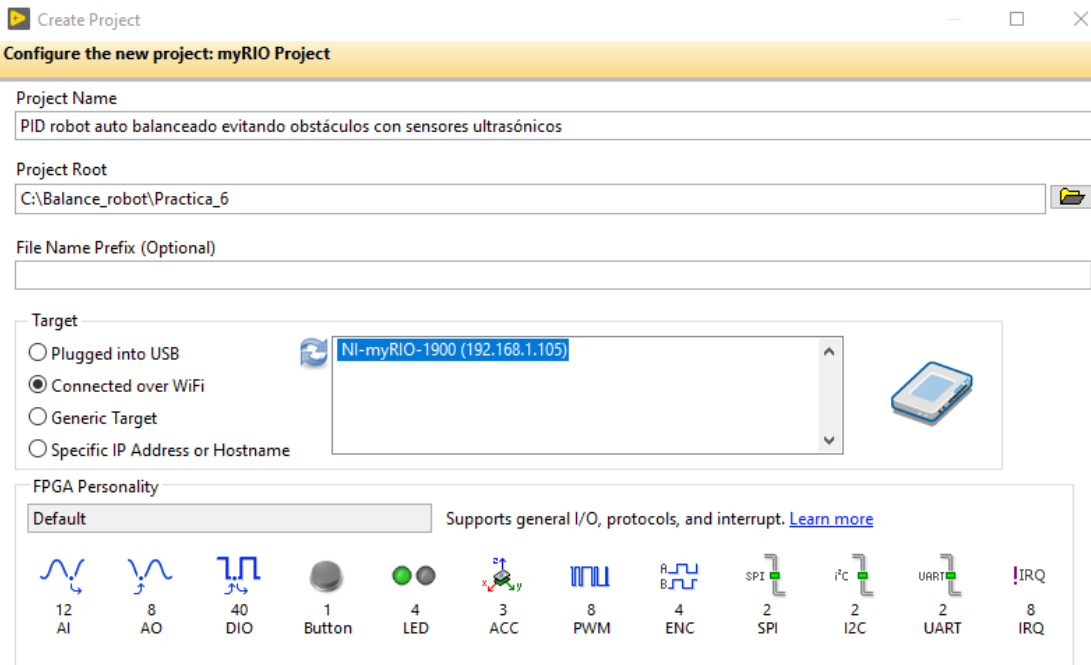 Create Project
Configure the new project: myRIO Project
Project Name
PID robot auto balanceado evitando obstáculos con sensores ultrasónicos
Project Root
C:\Balance_robot\Practica_6
File Name Prefix (Optional)
Target
Plugged into USB
NI-myRIO-1900 (192.168.1.105)
Connected over WiFi
Generic Target
Specific IP Address or Hostname
FPGA Personality
Default Supports general I/O, protocols, and interrupt. Learn more
x y z A B SPI I²C UART !IRQ
12 8 40 1 4 3 8 4 2 2 2 8
AI AO DIO Button LED ACC PWM ENC SPI I2C UART IRQ